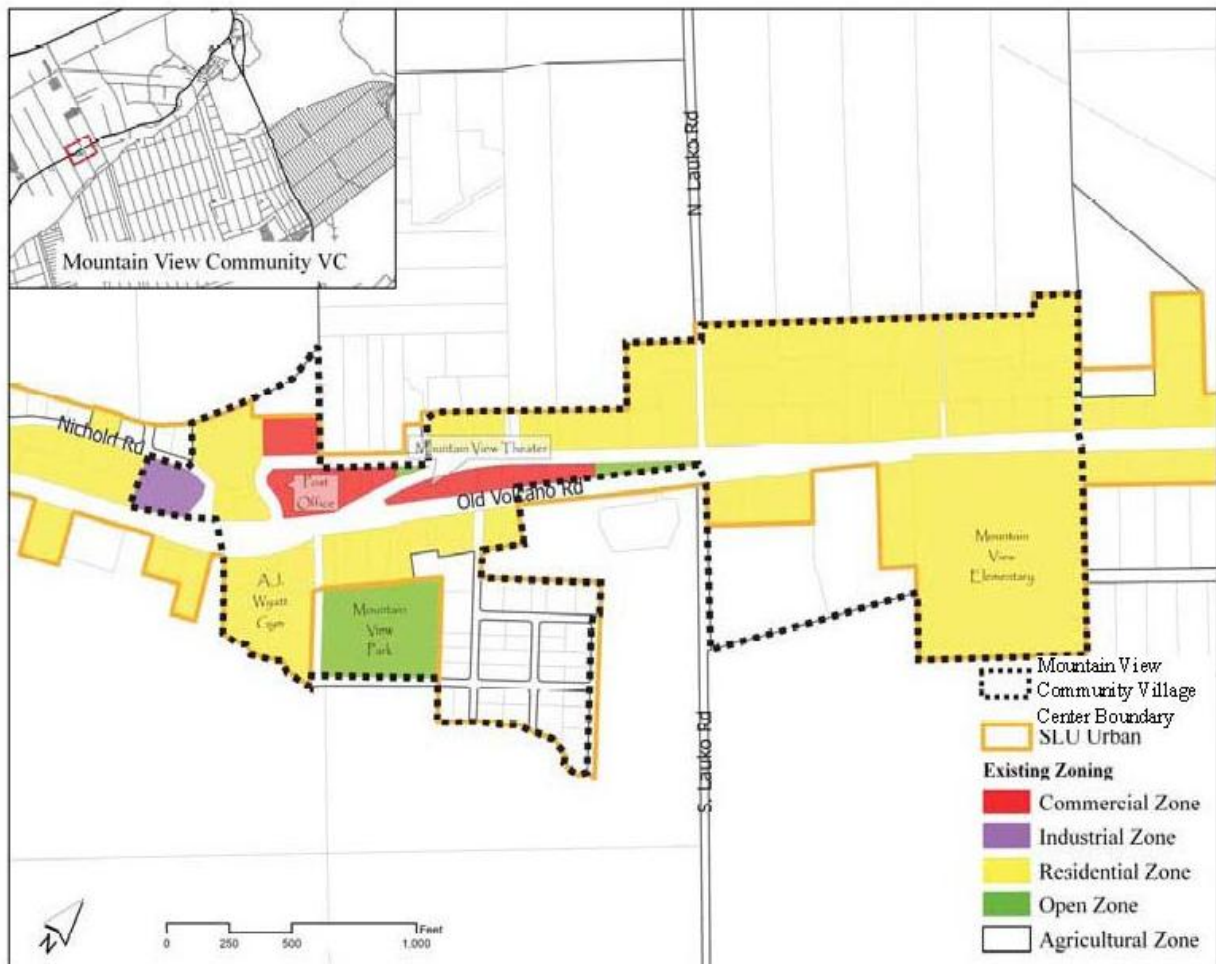 Mountain View Community VC
N. Lauko Rd
Nichold Rd
Mountain View Theater
Post
Office
Old Volcano Rd
A.J.
Wyatt
Gym
Mountain
View
Park
Mountain
View
Elementary
S. Lauko Rd
Mountain View
Community Village
Center Boundary
SLU Urban
Existing Zoning
Commercial Zone
Industrial Zone
Residential Zone
Open Zone
Agricultural Zone
N
Feet
0 250 500 1,000